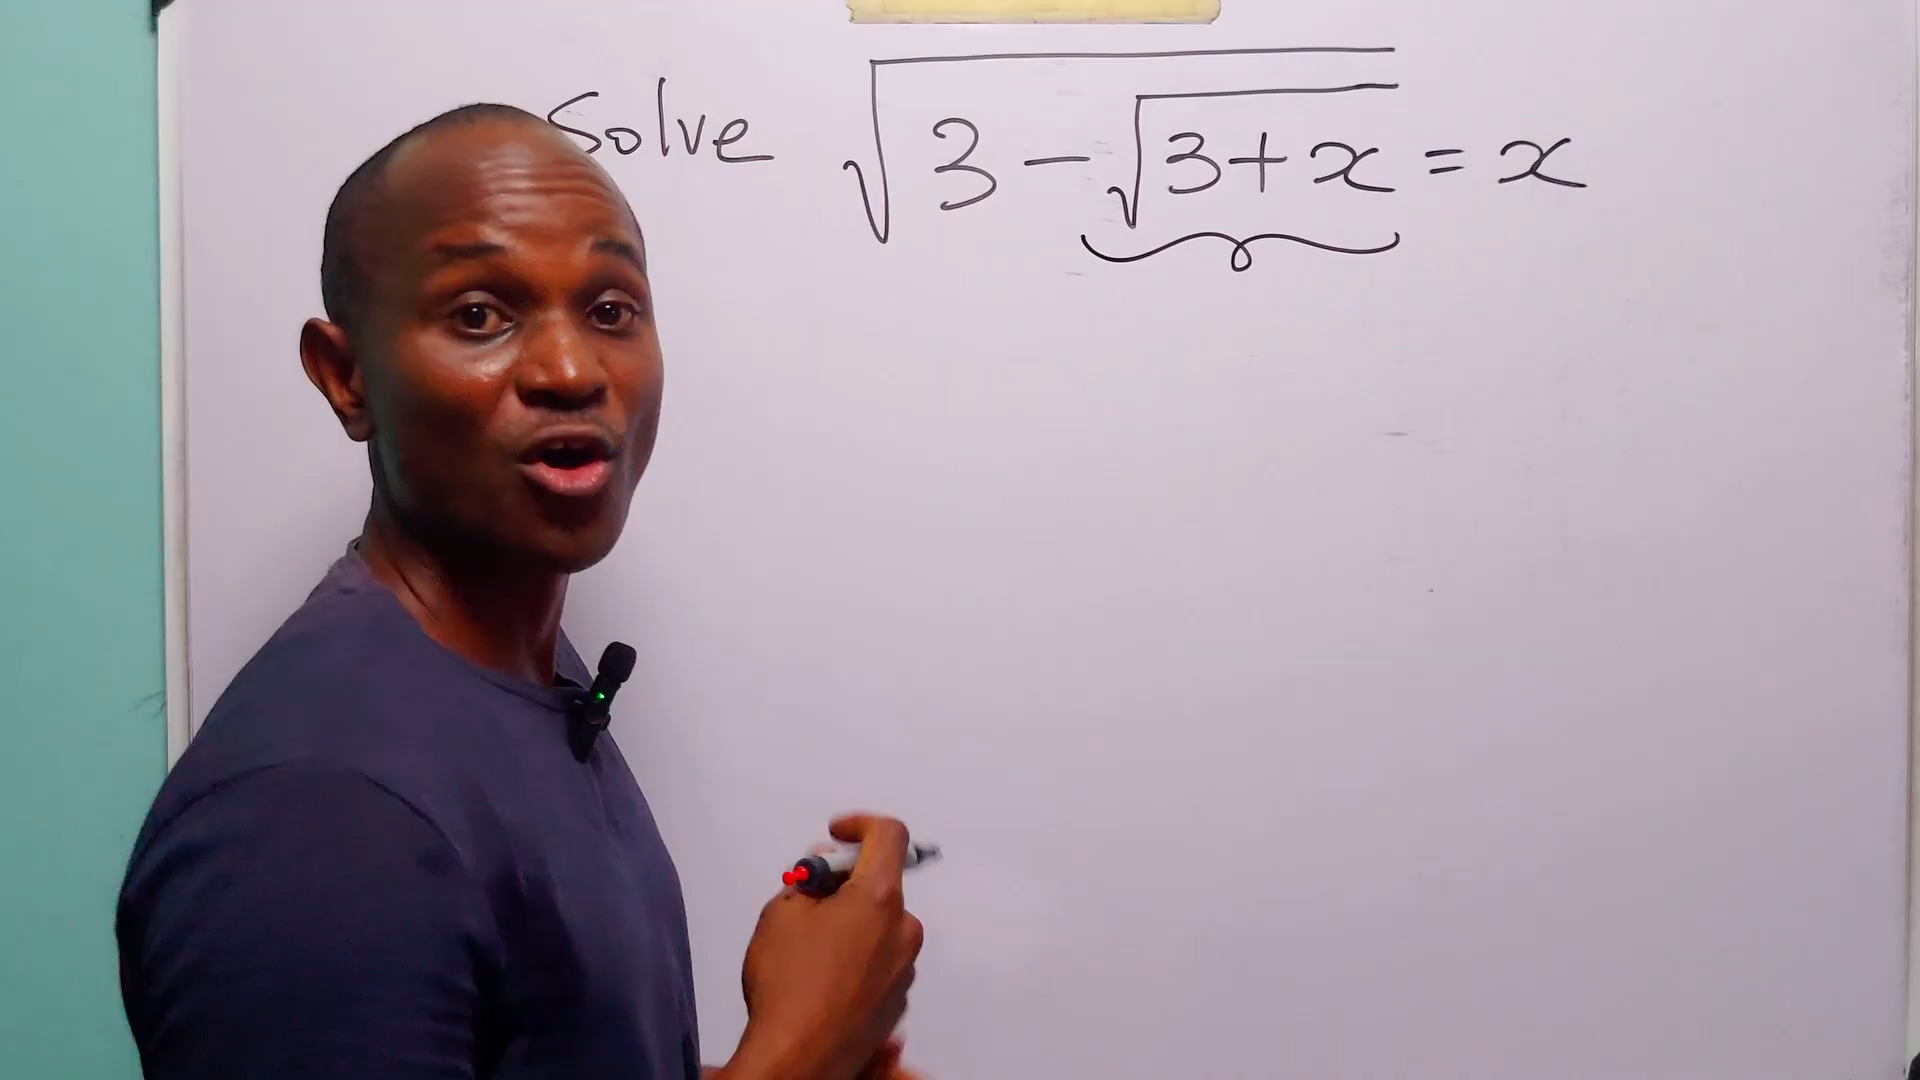 Solve √(3 - √(3 + x)) = x